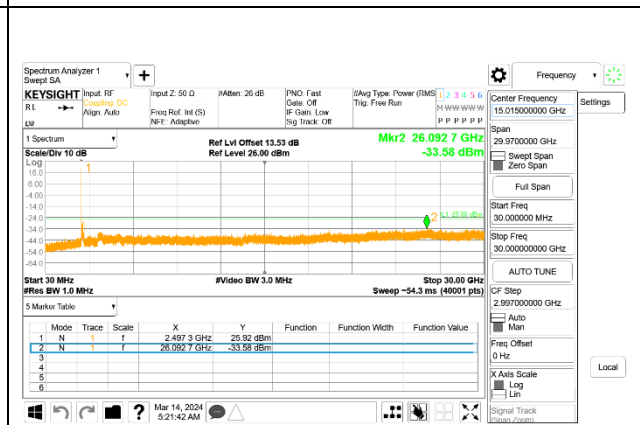 Spectrum Analyzer 1
Swept SA
Frequency
KEYSIGHT Input: RF Input Z: 50 Ω #Atten: 26 dB PNO: Fast #Avg Type: Power (RMS 1 2 3 4 5 6
RL Coupling: DC Gate: Off Trig: Free Run M W W W W W
Align: Auto Freq Ref: Int (S) IF Gain: Low
NFE: Adaptive Sig Track: Off P P P P P P
1 Spectrum
Scale/Div 10 dB
Ref Lvl Offset 13.53 dB
Ref Level 26.00 dBm
Mkr2 26.092 7 GHz
-33.58 dBm
Log
16.0
6.00
-4.00
-14.0
-24.0
-34.0
-44.0
-54.0
-64.0
1
2
Start 30 MHz #Video BW 3.0 MHz Stop 30.00 GHz
#Res BW 1.0 MHz Sweep ~54.3 ms (40001 pts)
5 Marker Table
Mode Trace Scale X Y Function Function Width Function Value
1 N 1 f 2.497 3 GHz 25.92 dBm
2 N 1 f 26.092 7 GHz -33.58 dBm
3
4
5
6
Mar 14, 2024
5:21:42 AM
Center Frequency
15.015000000 GHz
Settings
Span
29.9700000 GHz
Swept Span
Zero Span
Full Span
Start Freq
30.000000 MHz
Stop Freq
30.000000000 GHz
AUTO TUNE
CF Step
2.997000000 GHz
Auto
Man
Freq Offset
0 Hz
X Axis Scale
Log
Lin
Local
Signal Track
(Span Zoom)